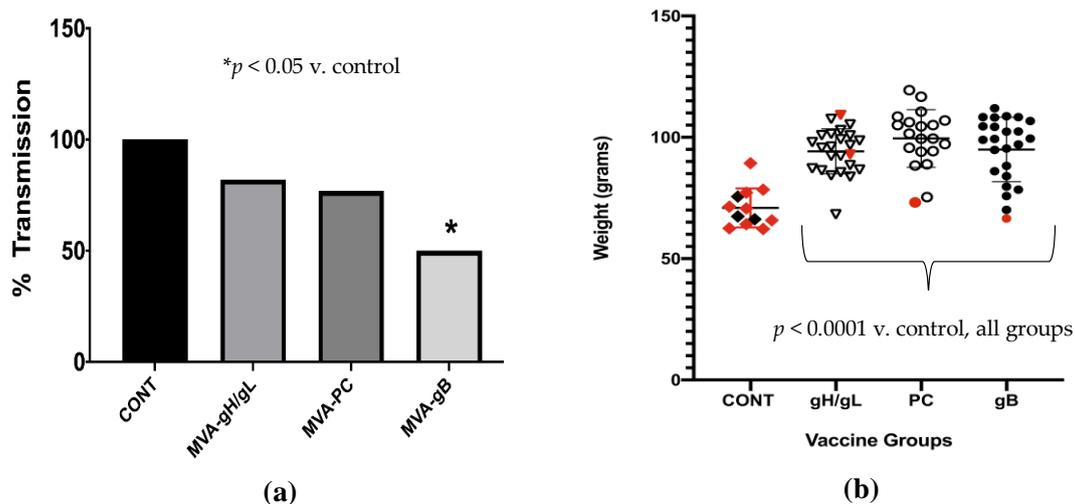 150
100
50
0
% Transmission
*p < 0.05 v. control
*
CONT
MVA-gH/gL
MVA-PC
MVA-gB
(a)
150
100
50
0
Weight (grams)
p < 0.0001 v. control, all groups
CONT gH/gL PC gB
Vaccine Groups
(b)